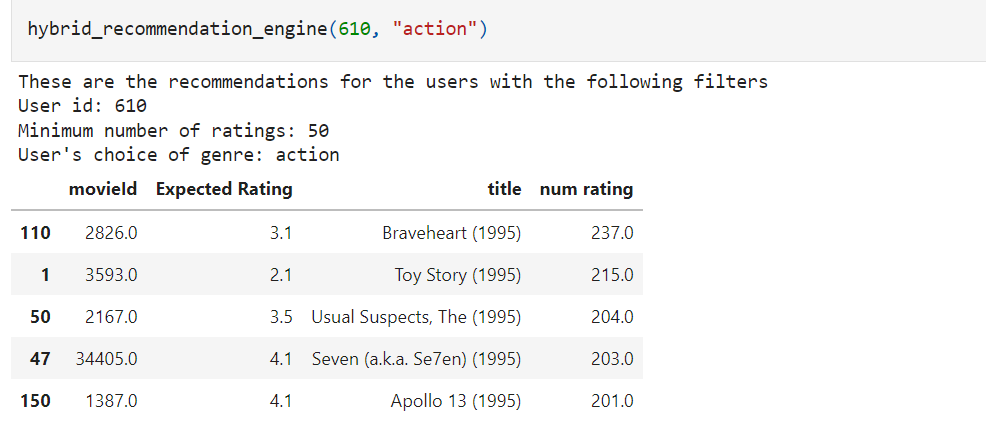 hybrid_recommendation_engine(610, "action")
These are the recommendations for the users with the following filters
User id: 610
Minimum number of ratings: 50
User's choice of genre: action
movieId Expected Rating title num rating
110 2826.0 3.1 Braveheart (1995) 237.0
1 3593.0 2.1 Toy Story (1995) 215.0
50 2167.0 3.5 Usual Suspects, The (1995) 204.0
47 34405.0 4.1 Seven (a.k.a. Se7en) (1995) 203.0
150 1387.0 4.1 Apollo 13 (1995) 201.0